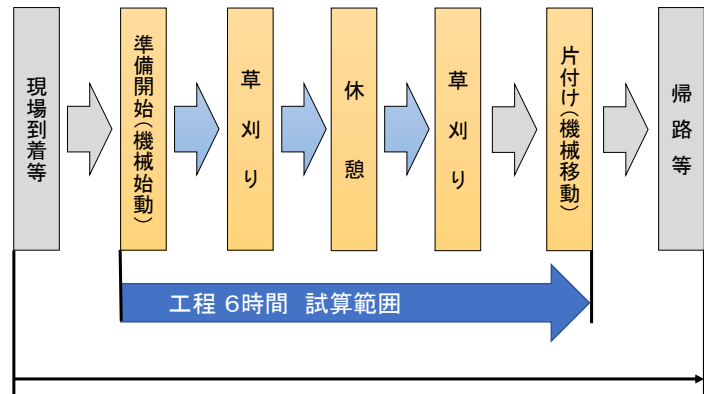 現場到着等
準備開始(機械始動)
草刈り
休憩
草刈り
片付け(機械移動)
帰路等
工程 6時間 試算範囲